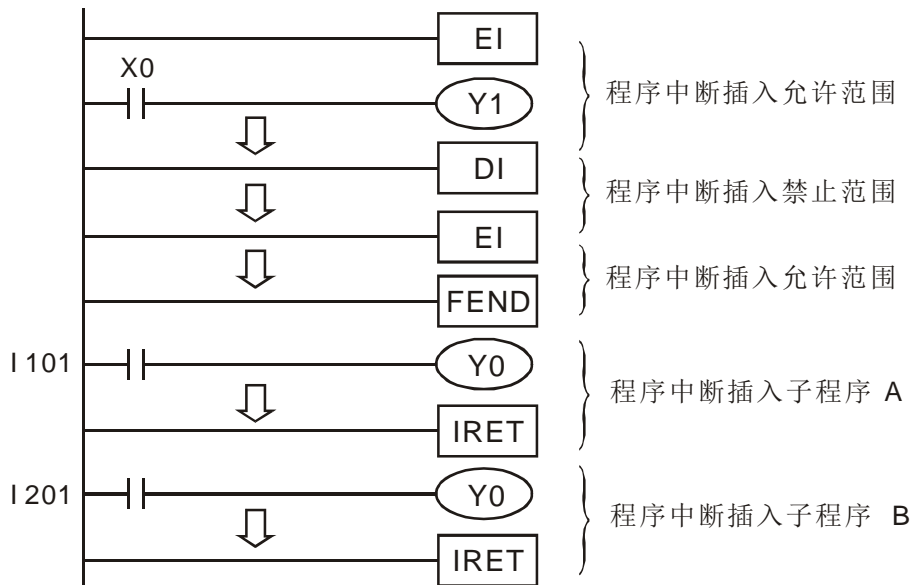 EI
X0
Y1
程序中断插入允许范围
DI
程序中断插入禁止范围
EI
程序中断插入允许范围
FEND
I101
Y0
程序中断插入子程序 A
IRET
I201
Y0
程序中断插入子程序 B
IRET